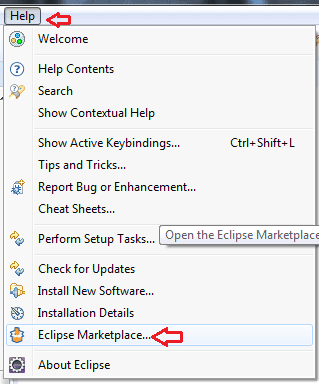 Help
Welcome
Help Contents
Search
Show Contextual Help
Show Active Keybindings... Ctrl+Shift+L
Tips and Tricks...
Report Bug or Enhancement...
Cheat Sheets...
Perform Setup Tasks... Open the Eclipse Marketplace
Check for Updates
Install New Software...
Installation Details
Eclipse Marketplace...
About Eclipse